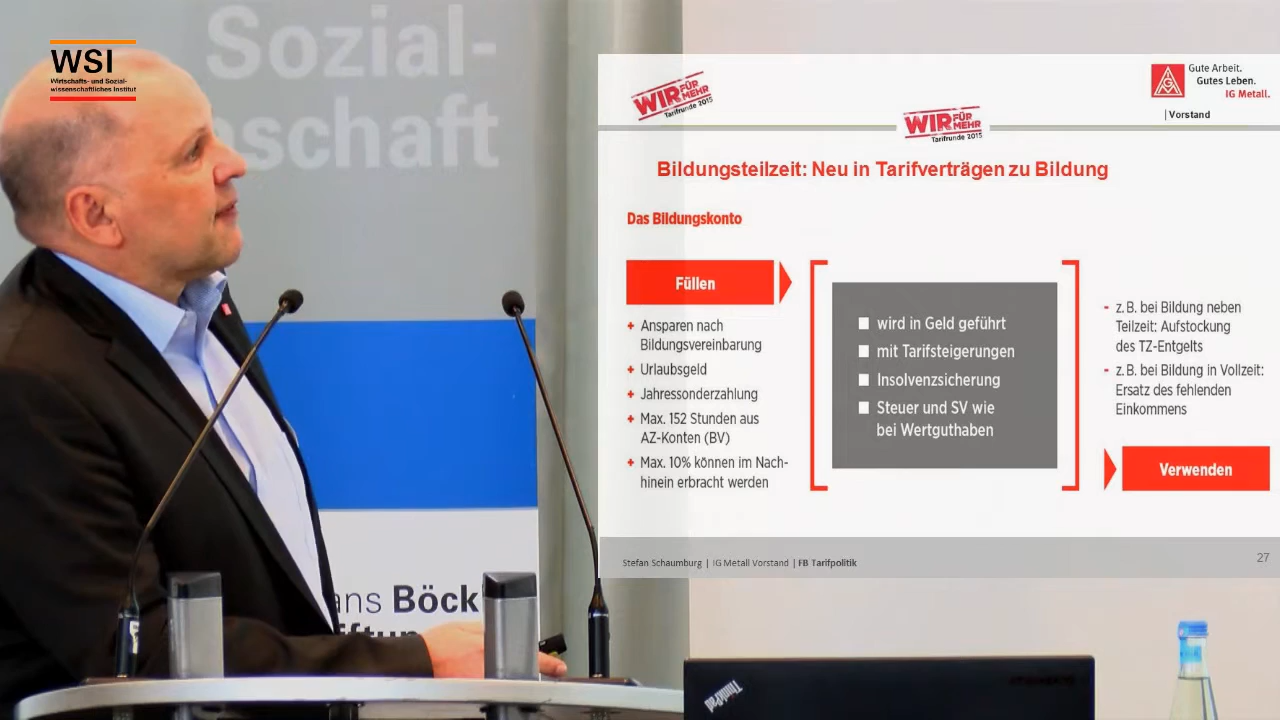 WSI
Wirtschafts- und Sozial-
wissenschaftliches Institut
Sozial-
schaft
ans Böck
iftun
WIR FÜR MEHR
Tarifrunde 2015
Gute Arbeit.
Gutes Leben.
IG Metall.
| Vorstand
WIR FÜR MEHR
Tarifrunde 2015
Bildungsteilzeit: Neu in Tarifverträgen zu Bildung
Das Bildungskonto
Füllen
+ Ansparen nach
Bildungsvereinbarung
+ Urlaubsgeld
+ Jahressonderzahlung
+ Max. 152 Stunden aus
AZ-Konten (BV)
+ Max. 10% können im Nach-
hinein erbracht werden
wird in Geld geführt
mit Tarifsteigerungen
Insolvenzsicherung
Steuer und SV wie
bei Wertguthaben
- z. B. bei Bildung neben
Teilzeit: Aufstockung
des TZ-Entgelts
- z. B. bei Bildung in Vollzeit:
Ersatz des fehlenden
Einkommens
Verwenden
Stefan Schaumburg | IG Metall Vorstand | FB Tarifpolitik
27
ThinkPad